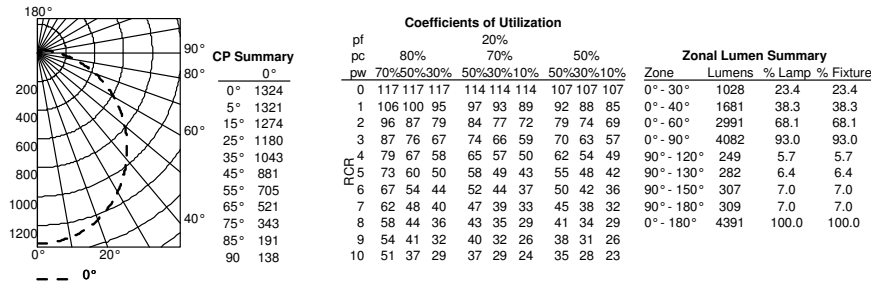 180°
90°
80°
60°
40°
200
400
600
800
1000
1200
0° 20°
0°
CP Summary
0°
0° 1324
5° 1321
15° 1274
25° 1180
35° 1043
45° 881
55° 705
65° 521
75° 343
85° 191
90 138
Coefficients of Utilization
pf 20%
pc 80% 70% 50%
pw 70%50%30% 50%30%10% 50%30%10%
RCR
0 117 117 117 114 114 114 107 107 107
1 106 100 95 97 93 89 92 88 85
2 96 87 79 84 77 72 79 74 69
3 87 76 67 74 66 59 70 63 57
4 79 67 58 65 57 50 62 54 49
5 73 60 50 58 49 43 55 48 42
6 67 54 44 52 44 37 50 42 36
7 62 48 40 47 39 33 45 38 32
8 58 44 36 43 35 29 41 34 29
9 54 41 32 40 32 26 38 31 26
10 51 37 29 37 29 24 35 28 23
Zonal Lumen Summary
Zone Lumens % Lamp % Fixture
0° - 30° 1028 23.4 23.4
0° - 40° 1681 38.3 38.3
0° - 60° 2991 68.1 68.1
0° - 90° 4082 93.0 93.0
90° - 120° 249 5.7 5.7
90° - 130° 282 6.4 6.4
90° - 150° 307 7.0 7.0
90° - 180° 309 7.0 7.0
0° - 180° 4391 100.0 100.0